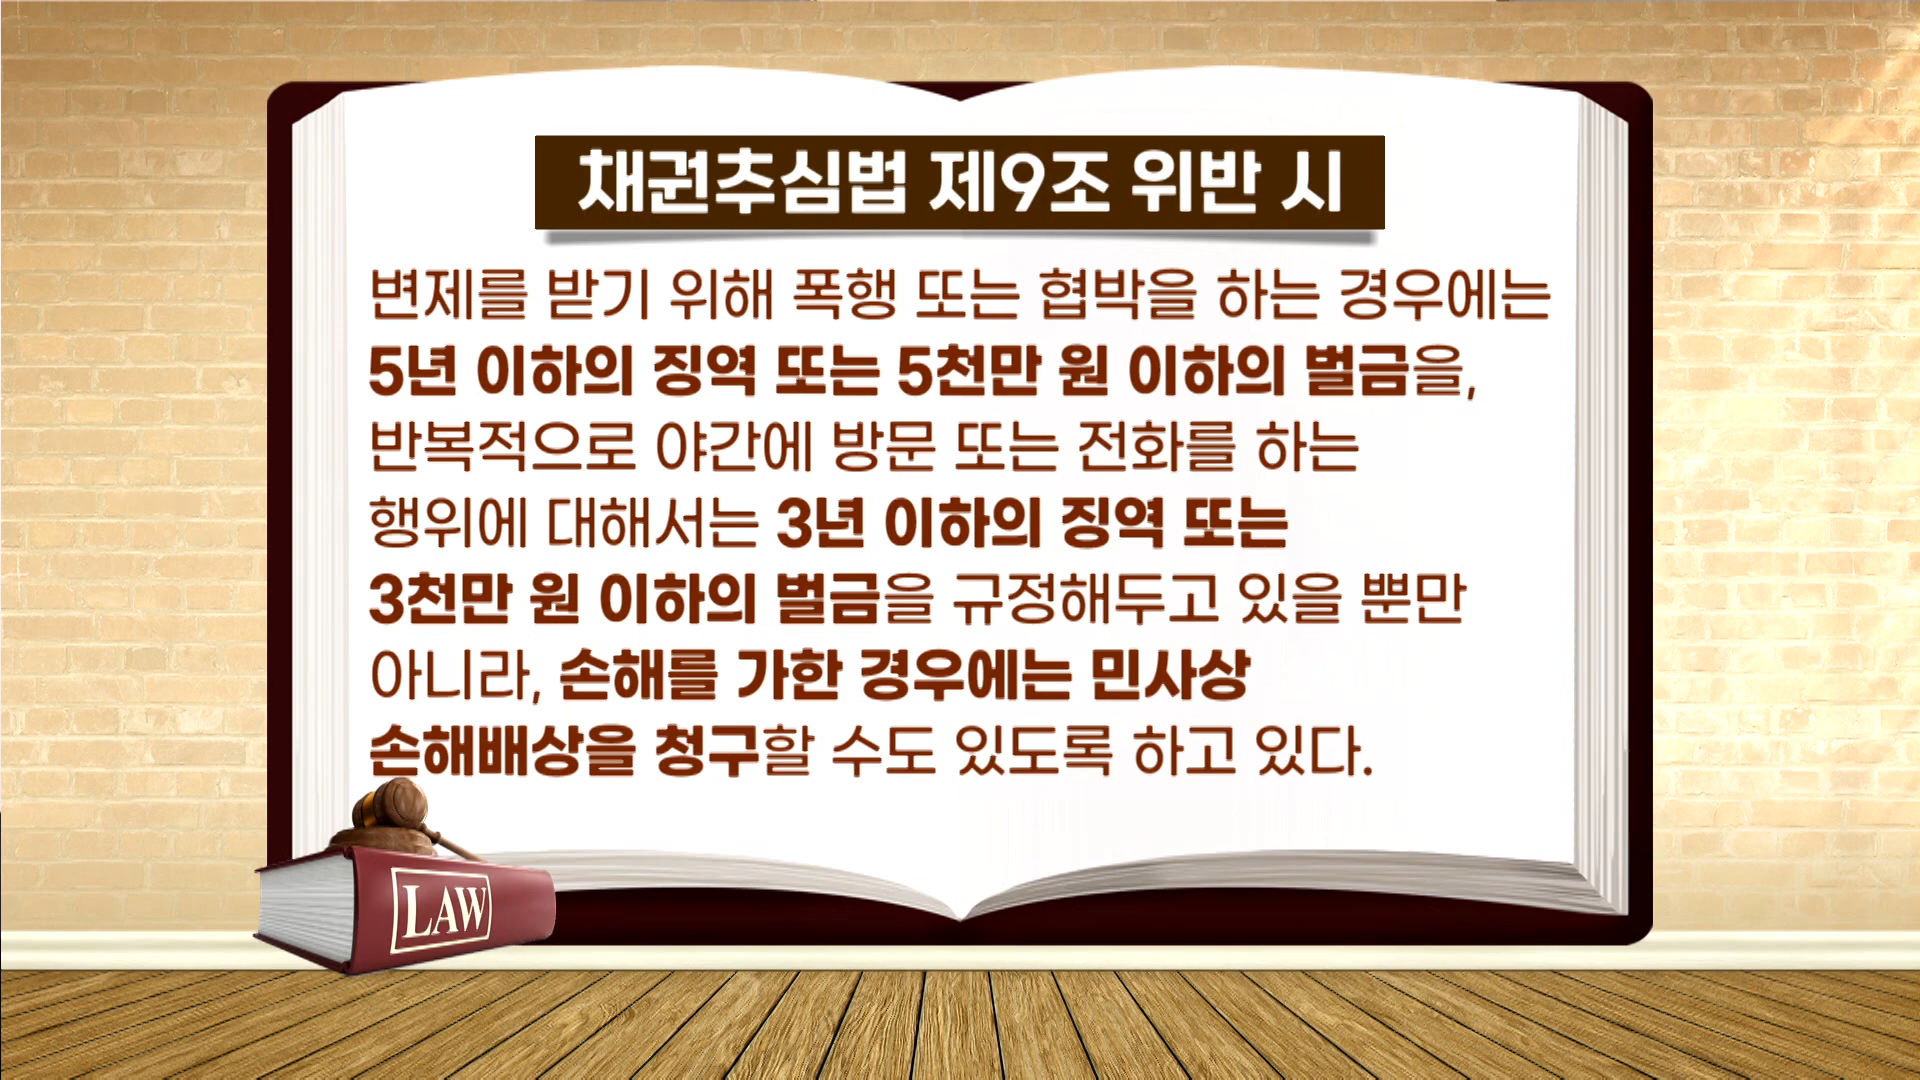 채권추심법 제9조 위반 시
변제를 받기 위해 폭행 또는 협박을 하는 경우에는
5년 이하의 징역 또는 5천만 원 이하의 벌금을,
반복적으로 야간에 방문 또는 전화를 하는
행위에 대해서는 3년 이하의 징역 또는
3천만 원 이하의 벌금을 규정해두고 있을 뿐만
아니라, 손해를 가한 경우에는 민사상
손해배상을 청구할 수도 있도록 하고 있다.
LAW